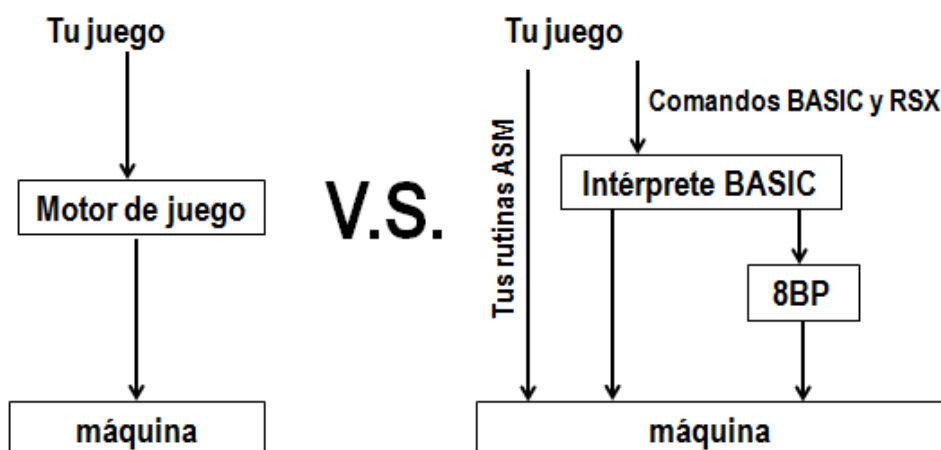 Tu juego
Motor de juego
máquina
V.S.
Tu juego
Comandos BASIC y RSX
Tus rutinas ASM
Intérprete BASIC
8BP
máquina